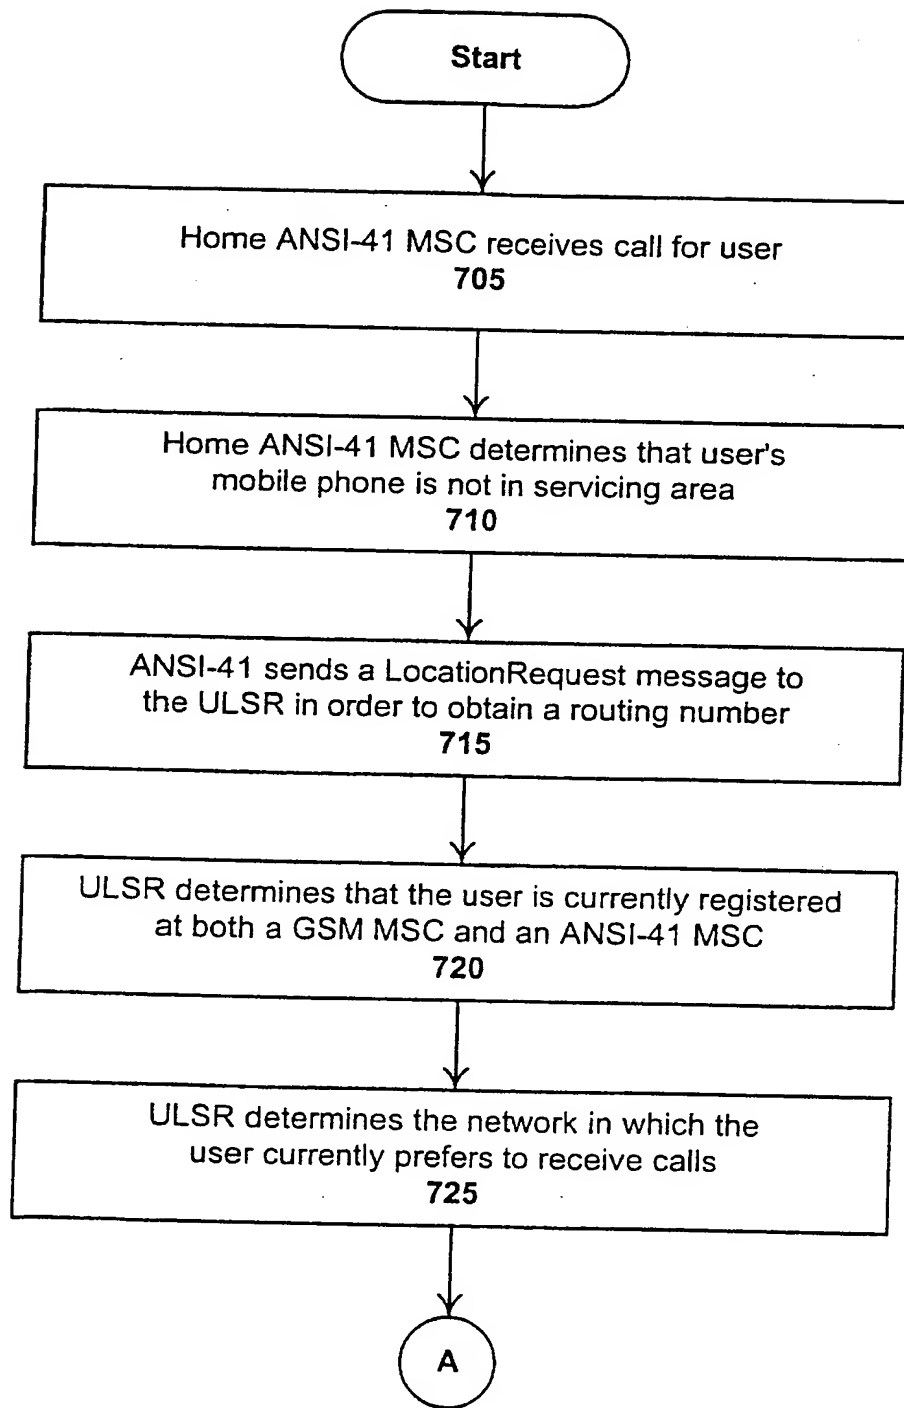 Start
Home ANSI-41 MSC receives call for user
705
Home ANSI-41 MSC determines that user's
mobile phone is not in servicing area
710
ANSI-41 sends a LocationRequest message to
the ULSR in order to obtain a routing number
715
ULSR determines that the user is currently registered
at both a GSM MSC and an ANSI-41 MSC
720
ULSR determines the network in which the
user currently prefers to receive calls
725
A